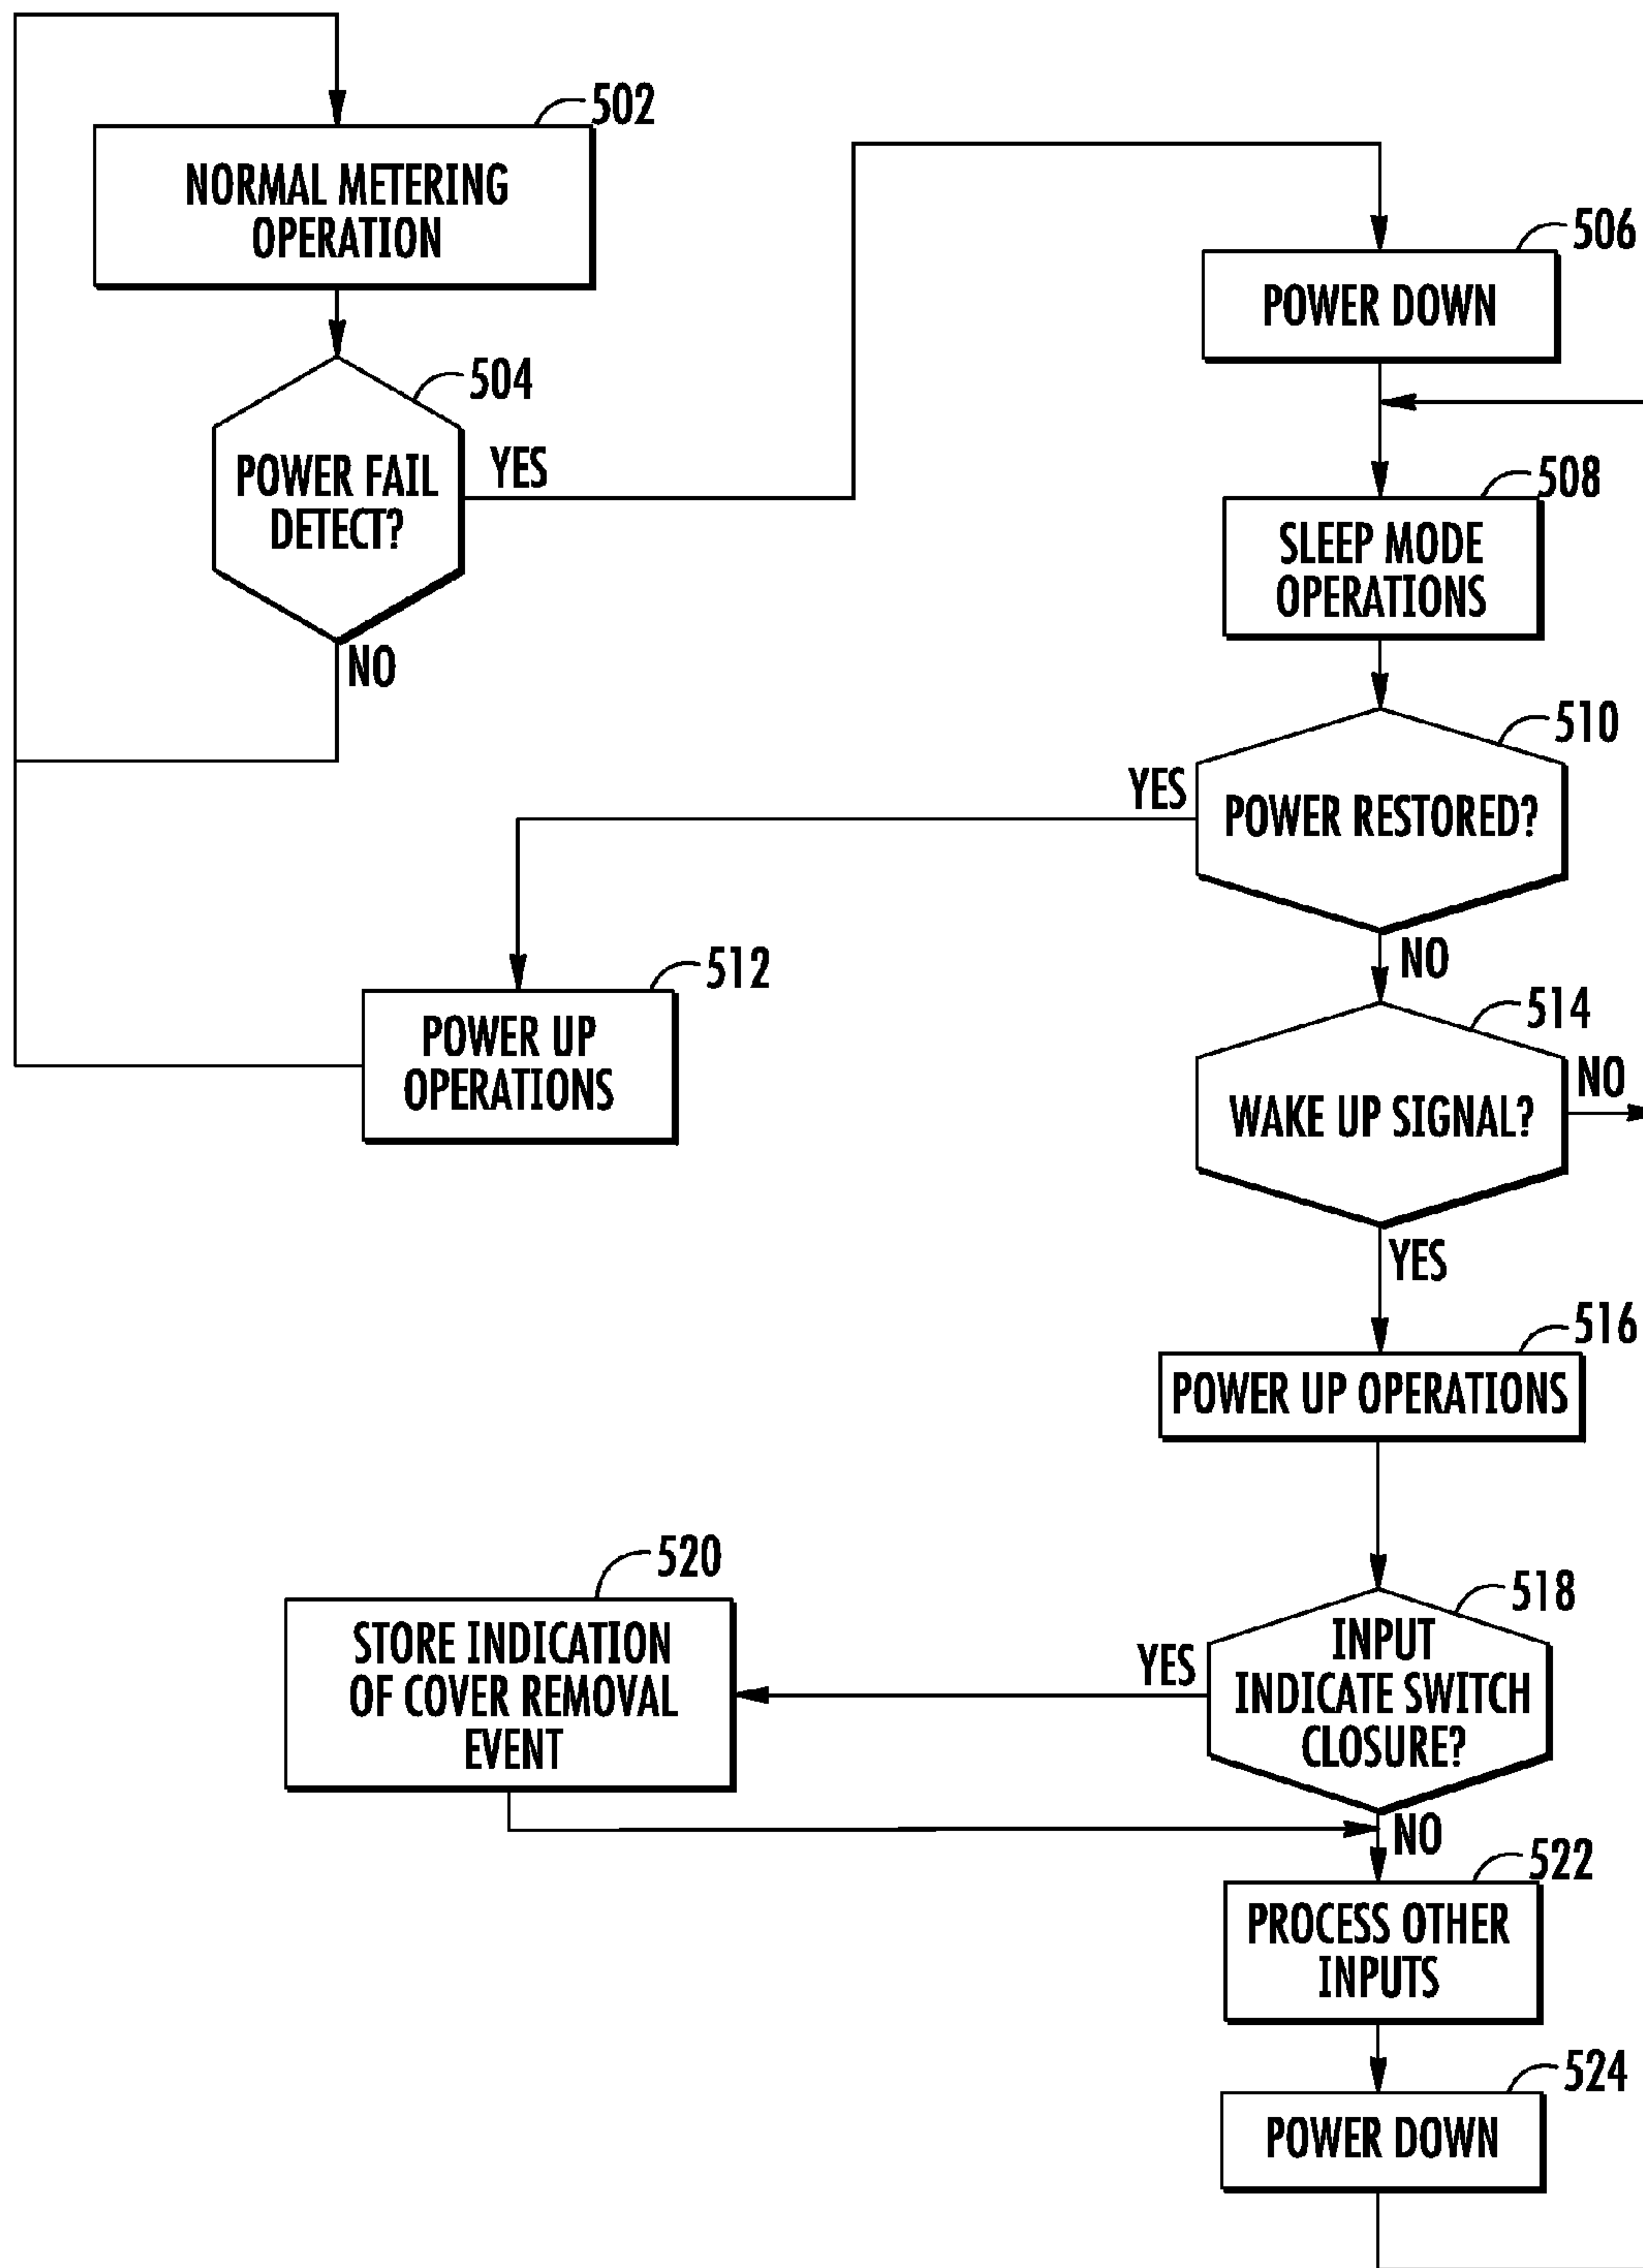 502
NORMAL METERING
OPERATION
504
POWER FAIL
DETECT?
YES
NO
506
POWER DOWN
508
SLEEP MODE
OPERATIONS
510
POWER RESTORED?
YES
NO
512
POWER UP
OPERATIONS
514
WAKE UP SIGNAL?
NO
YES
516
POWER UP OPERATIONS
518
INPUT
INDICATE SWITCH
CLOSURE?
YES
NO
520
STORE INDICATION
OF COVER REMOVAL
EVENT
522
PROCESS OTHER
INPUTS
524
POWER DOWN